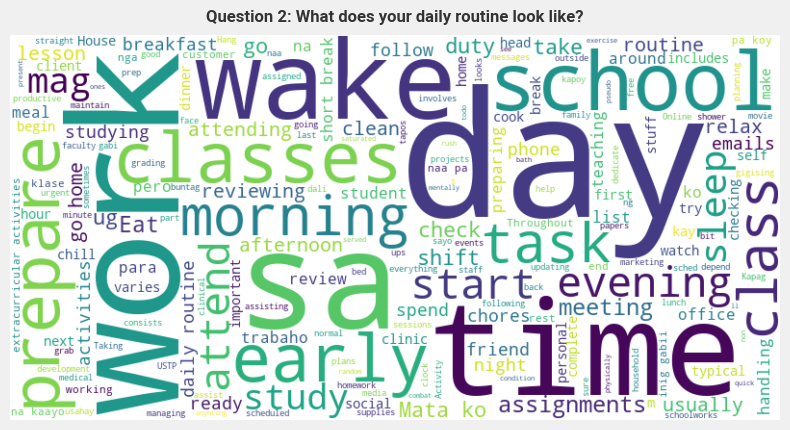 Question 2: What does your daily routine look like?
straight House breakfast go na follow duty head take routine pa koy
lesson nga good customer Hang naa assigned
client prep
mag wake school
meal dinner short break
begin face going
studying attending clean home looks messages outside around includes make
productive maintain ones last involves break cook kapoy pseudo free family exercise planning movie
work classes tapos rush stuff Online shower relax
faculty gabi preparing phone teaching emails
klase grading pero buntag reviewing dali student naa pa projects mentally bath help dedicate self
urgent sometimes
prepare go home ug Eat part morning day first list papers ko try checking gigising
hour minute check Throughout
extracurricular activities chill para varies afternoon served shift sayo events task kay bit sleep class
activities attend clinical important sa ups staff updating end marketing watch sched depend Kapag
daily routine review bed everything start evening meeting office lunch
consists assisting spend chores following rest back
next Taking trabaho clinic friend personal complete handling
grab early sessions night time typical
development USTP normal plans random clock Activity condition sure physically household inig gabii quick non
medical assist study homework media
working ready social combat
na kaayo usahay managing anything scheduled supplies Mata ko assignments m usually schoolworks
present todo saturated